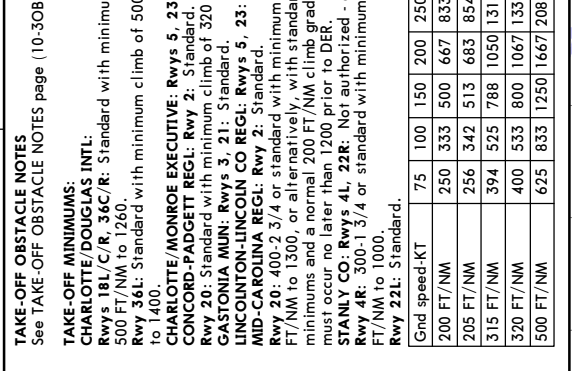 TAKE-OFF OBSTACLE NOTES
See TAKE-OFF OBSTACLE NOTES page (10-3OB
TAKE-OFF MINIMUMS:
CHARLOTTE/DOUGLAS INTL:
Rwys 18L/C/R, 36C/R: Standard with minimu
500 FT/NM to 1260.
Rwy 36L: Standard with minimum climb of 500
to 1400.
CHARLOTTE/MONROE EXECUTIVE: Rwys 5, 23
CONCORD-PADGETT REGL: Rwy 2: Standard.
Rwy 20: Standard with minimum climb of 320
GASTONIA MUN: Rwys 3, 21: Standard.
LINCOLNTON-LINCOLN CO REGL: Rwys 5, 23:
MID-CAROLINA REGL: Rwy 2: Standard.
Rwy 20: 400-2 3/4 or standard with minimum
FT/NM to 1300, or alternatively, with standar
minimums and a normal 200 FT/NM climb grad
must occur no later than 1200 prior to DER.
STANLY CO: Rwys 4L, 22R: Not authorized -
Rwy 4R: 300-1 3/4 or standard with minimum
FT/NM to 1000.
Rwy 22L: Standard.
Gnd speed-KT 75 100 150 200 250
200 FT/NM 250 333 500 667 833
205 FT/NM 256 342 513 683 854
315 FT/NM 394 525 788 1050 131
320 FT/NM 400 533 800 1067 133
500 FT/NM 625 833 1250 1667 208